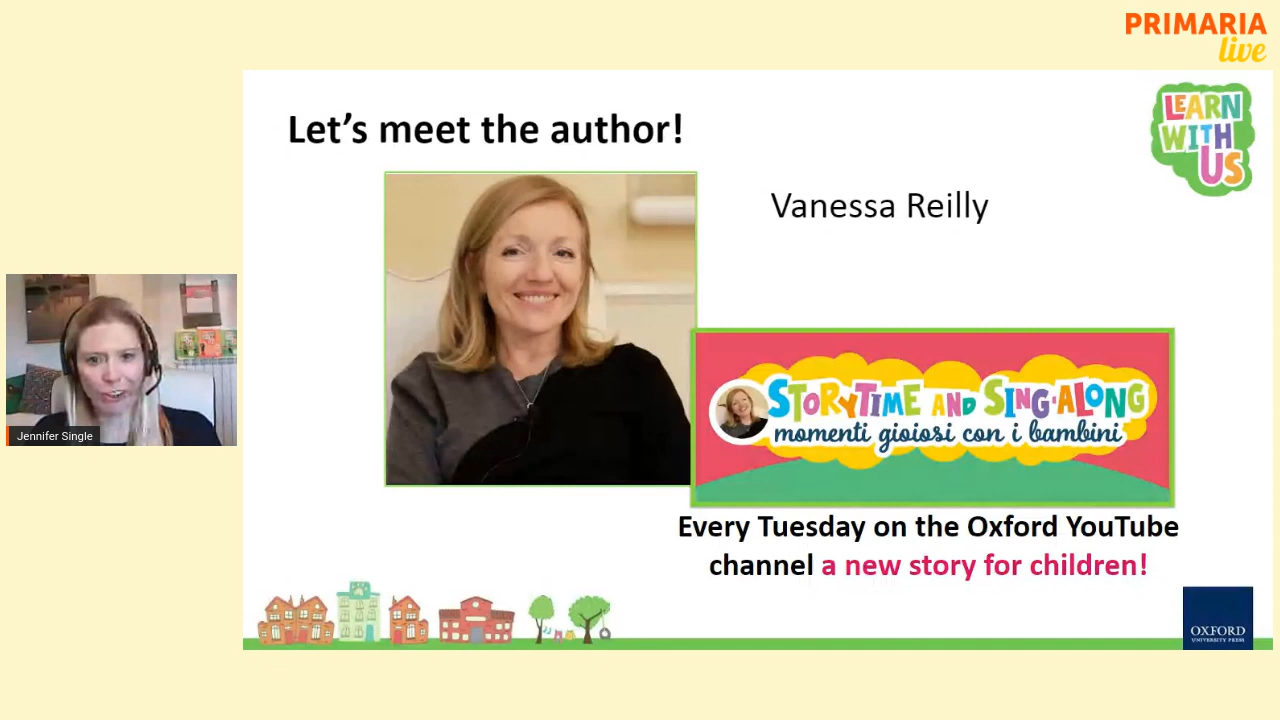 PRIMARIA
live
Let's meet the author!
LEARN
WITH
US
Vanessa Reilly
STORYTIME AND SING-ALONG
momenti gioiosi con i bambini
Jennifer Single
Every Tuesday on the Oxford YouTube
channel a new story for children!
OXFORD
UNIVERSITY PRESS